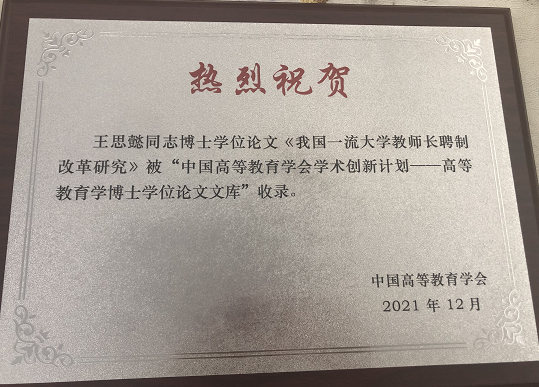 热烈祝贺
王思懿同志博士学位论文《我国一流大学教师长聘制
改革研究》被“中国高等教育学会学术创新计划——高等
教育学博士学位论文文库”收录。
中国高等教育学会
2021 年 12 月